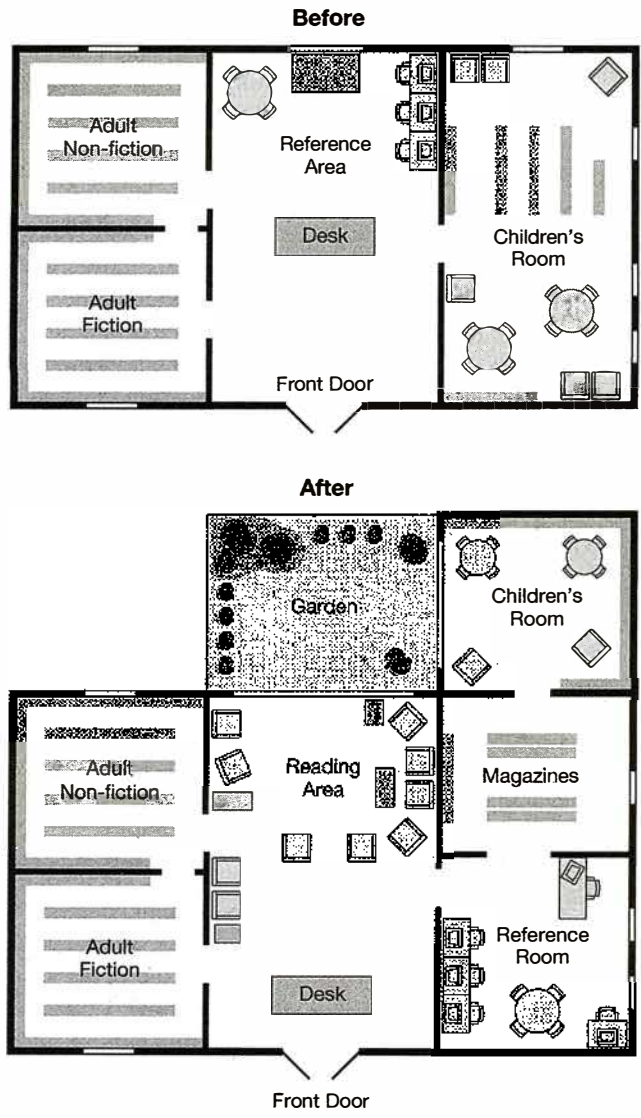 Before
Adult
Non-fiction
Reference
Area
Desk
Children's
Room
Adult
Fiction
Front Door
After
Garden
Children's
Room
Adult
Non-fiction
Reading
Area
Magazines
Adult
Fiction
Reference
Room
Desk
Front Door